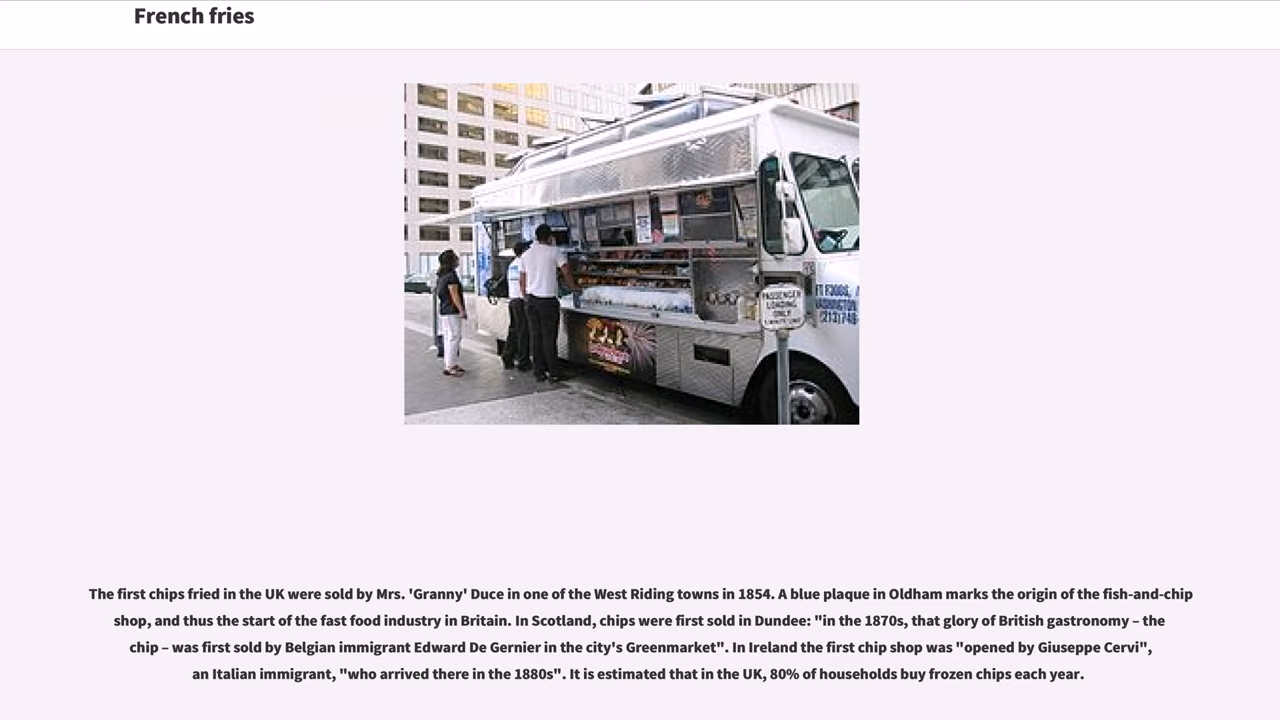 French fries
PASSENGER
LOADING
ONLY
The first chips fried in the UK were sold by Mrs. 'Granny' Duce in one of the West Riding towns in 1854. A blue plaque in Oldham marks the origin of the fish-and-chip
shop, and thus the start of the fast food industry in Britain. In Scotland, chips were first sold in Dundee: "in the 1870s, that glory of British gastronomy – the
chip – was first sold by Belgian immigrant Edward De Gernier in the city's Greenmarket". In Ireland the first chip shop was "opened by Giuseppe Cervi",
an Italian immigrant, "who arrived there in the 1880s". It is estimated that in the UK, 80% of households buy frozen chips each year.